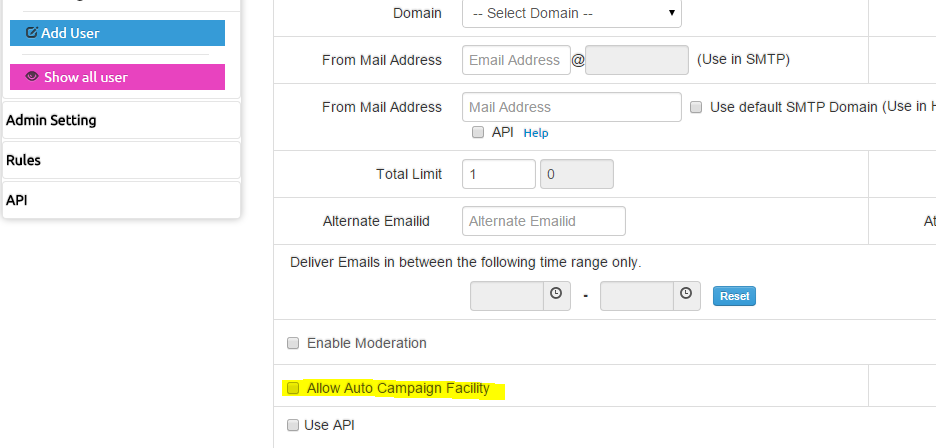 Add User
Show all user
Admin Setting
Rules
API
Domain -- Select Domain --
From Mail Address Email Address @ (Use in SMTP)
From Mail Address Mail Address Use default SMTP Domain (Use in
API Help
Total Limit 1 0
Alternate Emailid Alternate Emailid At
Deliver Emails in between the following time range only.
- Reset
Enable Moderation
Allow Auto Campaign Facility
Use API